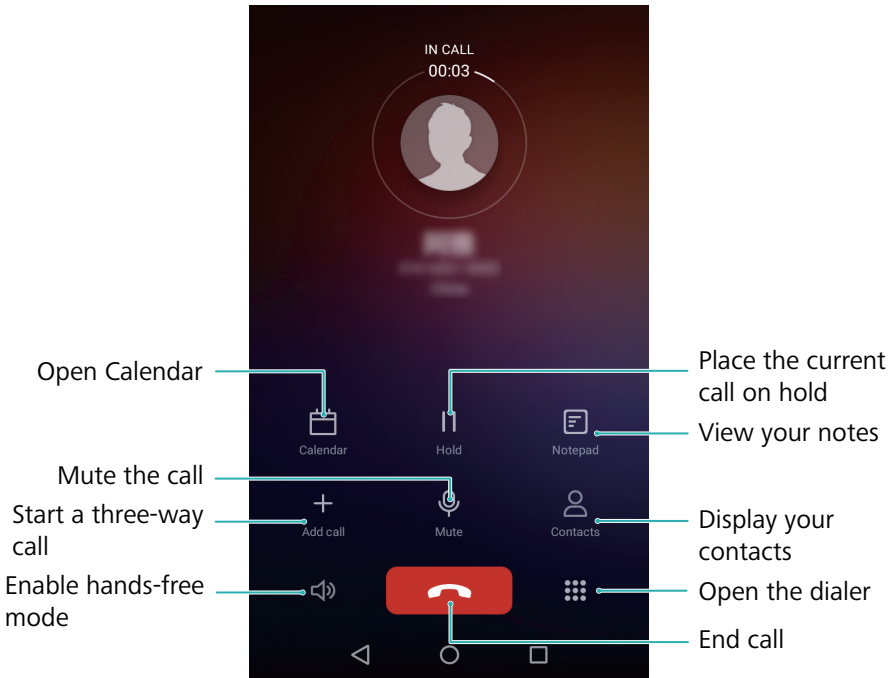 IN CALL
00:03
Open Calendar
Place the current
call on hold
Calendar
Hold
Notepad
View your notes
Mute the call
Start a three-way
call
Add call
Mute
Contacts
Display your
contacts
Enable hands-free
mode
Open the dialer
End call